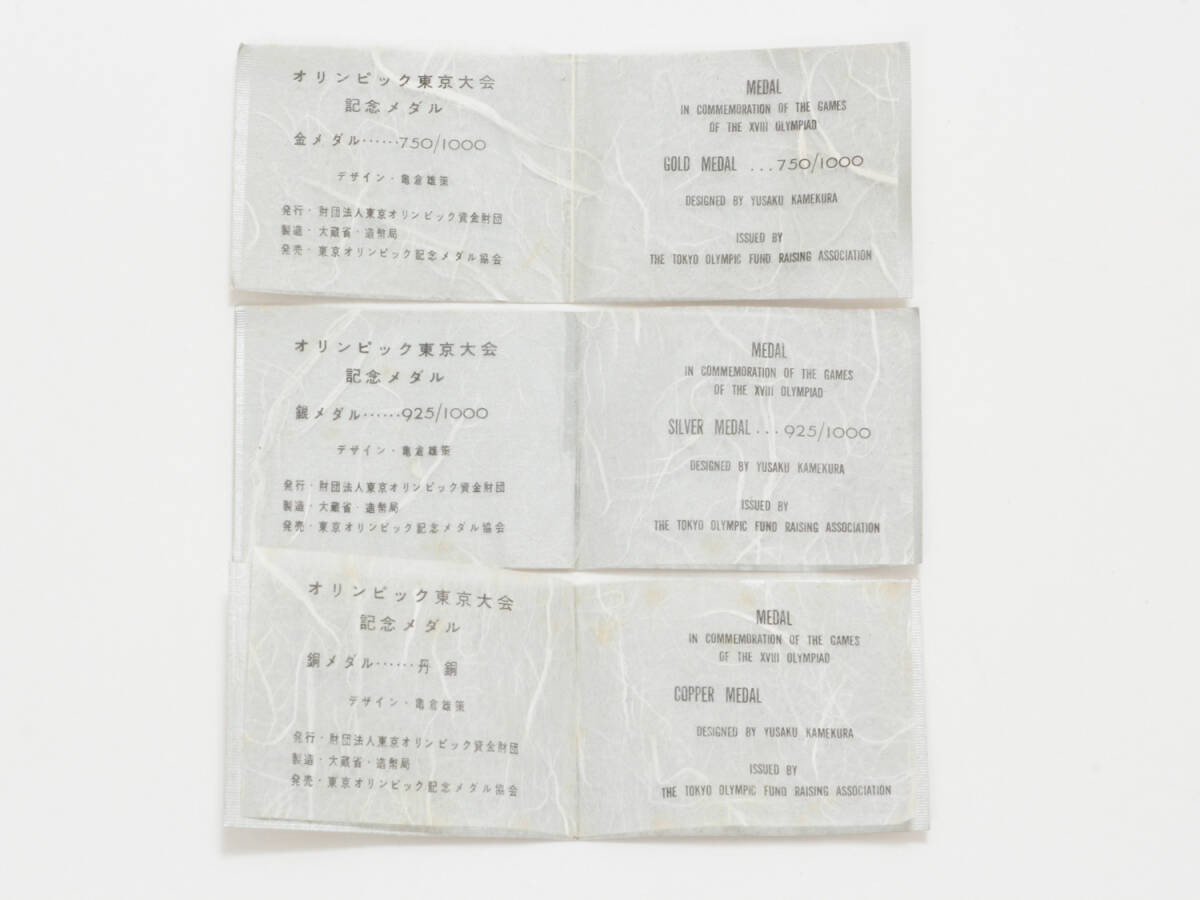 オリンピック東京大会
記念メダル
金メダル……750/1000
デザイン・亀倉雄策
発行・財団法人東京オリンピック資金財団
製造・大蔵省・造幣局
発売・東京オリンピック記念メダル協会
MEDAL
IN COMMEMORATION OF THE GAMES
OF THE XVIII OLYMPIAD
GOLD MEDAL ...750/1000
DESIGNED BY YUSAKU KAMEKURA
ISSUED BY
THE TOKYO OLYMPIC FUND RAISING ASSOCIATION
オリンピック東京大会
記念メダル
銀メダル……925/1000
デザイン・亀倉雄策
発行・財団法人東京オリンピック資金財団
製造・大蔵省・造幣局
発売・東京オリンピック記念メダル協会
MEDAL
IN COMMEMORATION OF THE GAMES
OF THE XVIII OLYMPIAD
SILVER MEDAL ...925/1000
DESIGNED BY YUSAKU KAMEKURA
ISSUED BY
THE TOKYO OLYMPIC FUND RAISING ASSOCIATION
オリンピック東京大会
記念メダル
銅メダル……丹銅
デザイン・亀倉雄策
発行・財団法人東京オリンピック資金財団
製造・大蔵省・造幣局
発売・東京オリンピック記念メダル協会
MEDAL
IN COMMEMORATION OF THE GAMES
OF THE XVIII OLYMPIAD
COPPER MEDAL
DESIGNED BY YUSAKU KAMEKURA
ISSUED BY
THE TOKYO OLYMPIC FUND RAISING ASSOCIATION